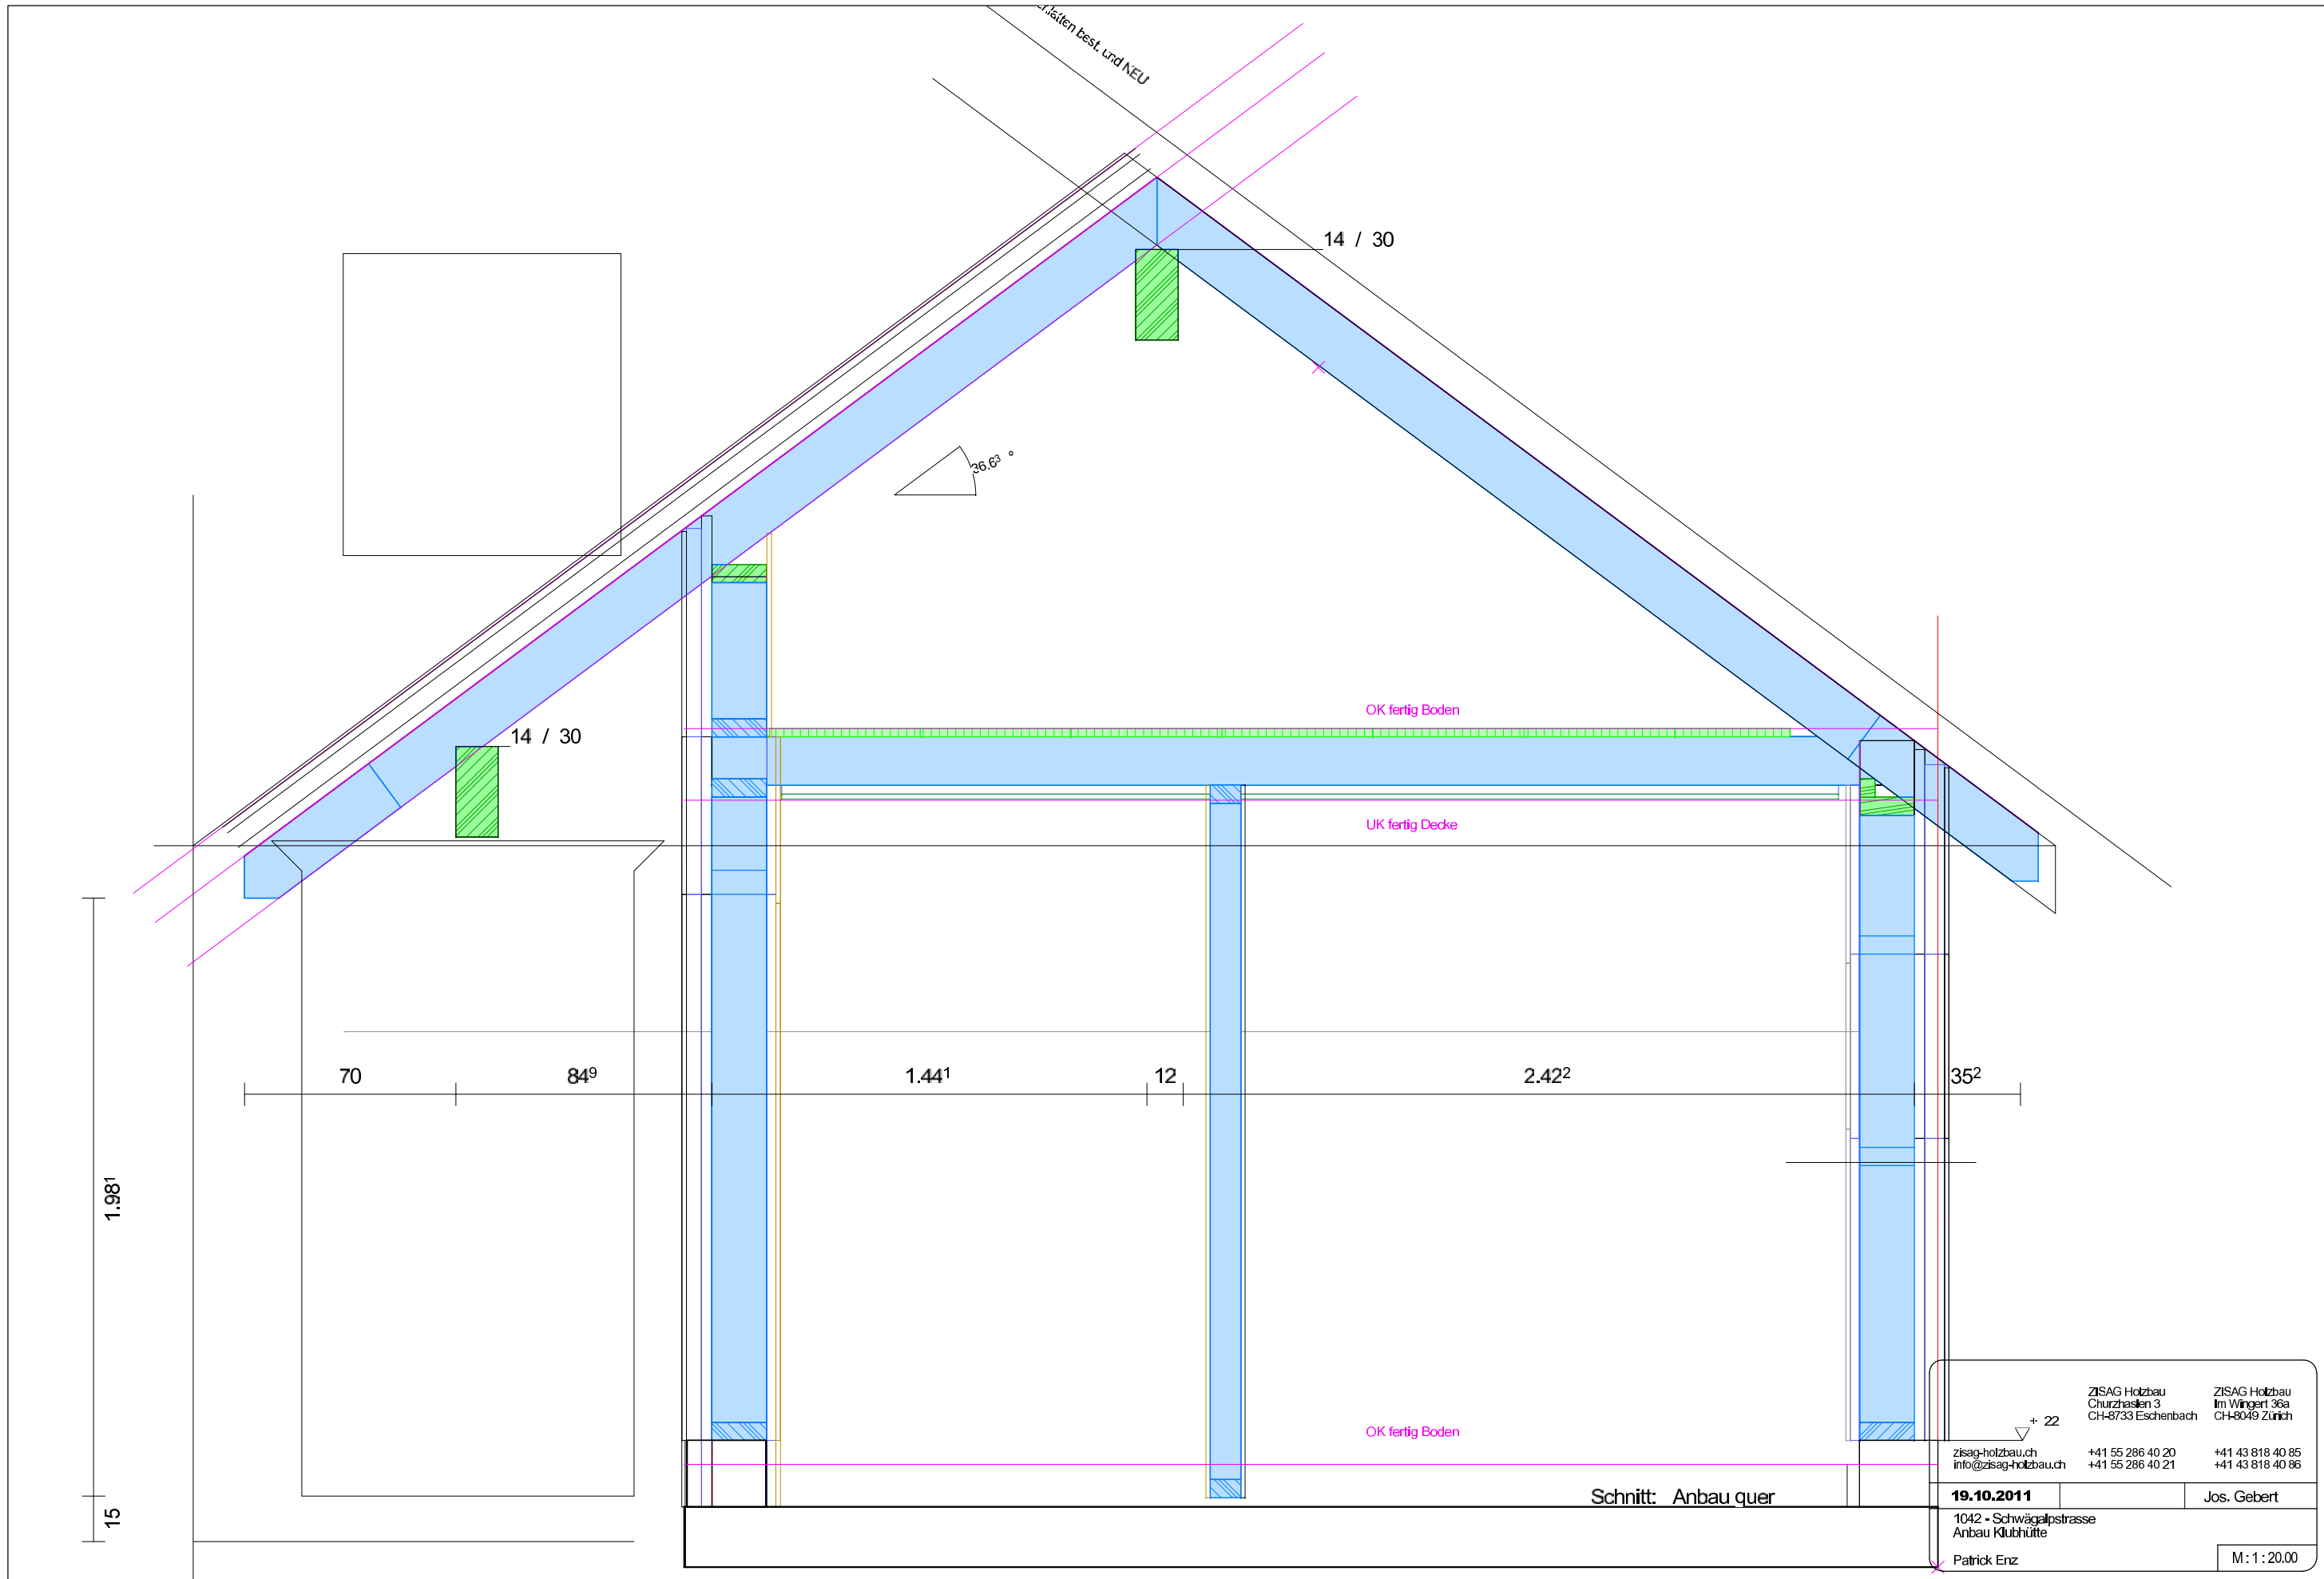 best. und NEU
14 / 30
36.6³ °
OK fertig Boden
14 / 30
UK fertig Decke
70
84⁹
1.44¹
12
2.42²
35²
1.98¹
15
OK fertig Boden
Schnitt: Anbau quer
+ 22
ZISAG Holzbau
Churzhaslen 3
CH-8733 Eschenbach
ZISAG Holzbau
Im Wingert 36a
CH-8049 Zürich
zisag-holzbau.ch
info@zisag-holzbau.ch
+41 55 286 40 20
+41 55 286 40 21
+41 43 818 40 85
+41 43 818 40 86
19.10.2011
Jos. Gebert
1042 - Schwägalpstrasse
Anbau Klubhütte
Patrick Enz
M : 1 : 20.00